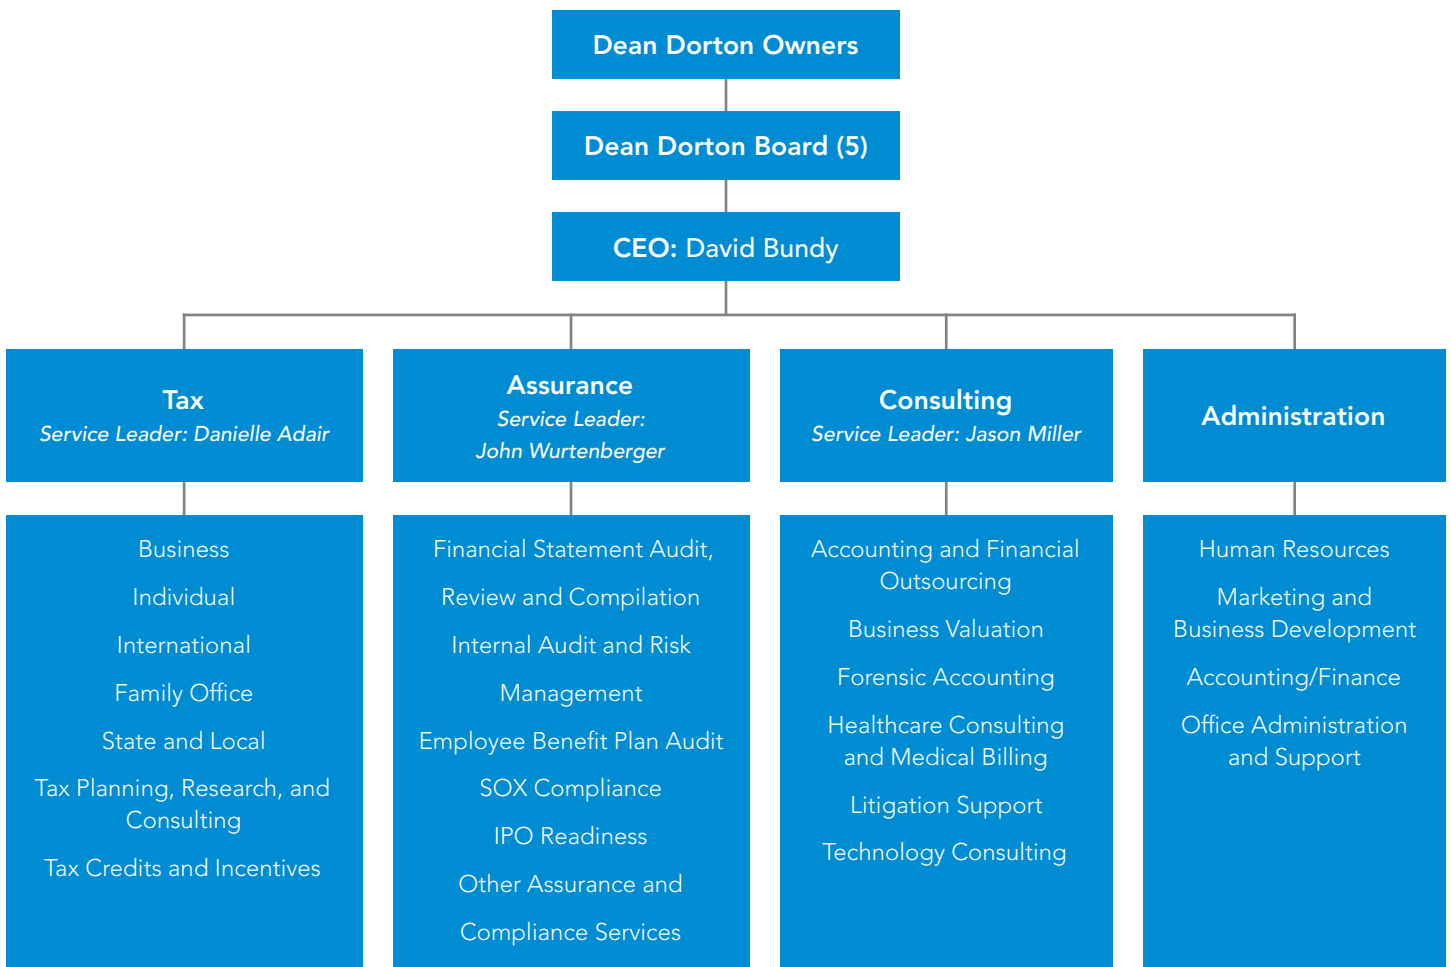 Dean Dorton Owners
Dean Dorton Board (5)
CEO: David Bundy
Tax
Service Leader: Danielle Adair
Assurance
Service Leader:
John Wurtenberger
Consulting
Service Leader: Jason Miller
Administration
Business
Individual
International
Family Office
State and Local
Tax Planning, Research, and
Consulting
Tax Credits and Incentives
Financial Statement Audit,
Review and Compilation
Internal Audit and Risk
Management
Employee Benefit Plan Audit
SOX Compliance
IPO Readiness
Other Assurance and
Compliance Services
Accounting and Financial
Outsourcing
Business Valuation
Forensic Accounting
Healthcare Consulting
and Medical Billing
Litigation Support
Technology Consulting
Human Resources
Marketing and
Business Development
Accounting/Finance
Office Administration
and Support